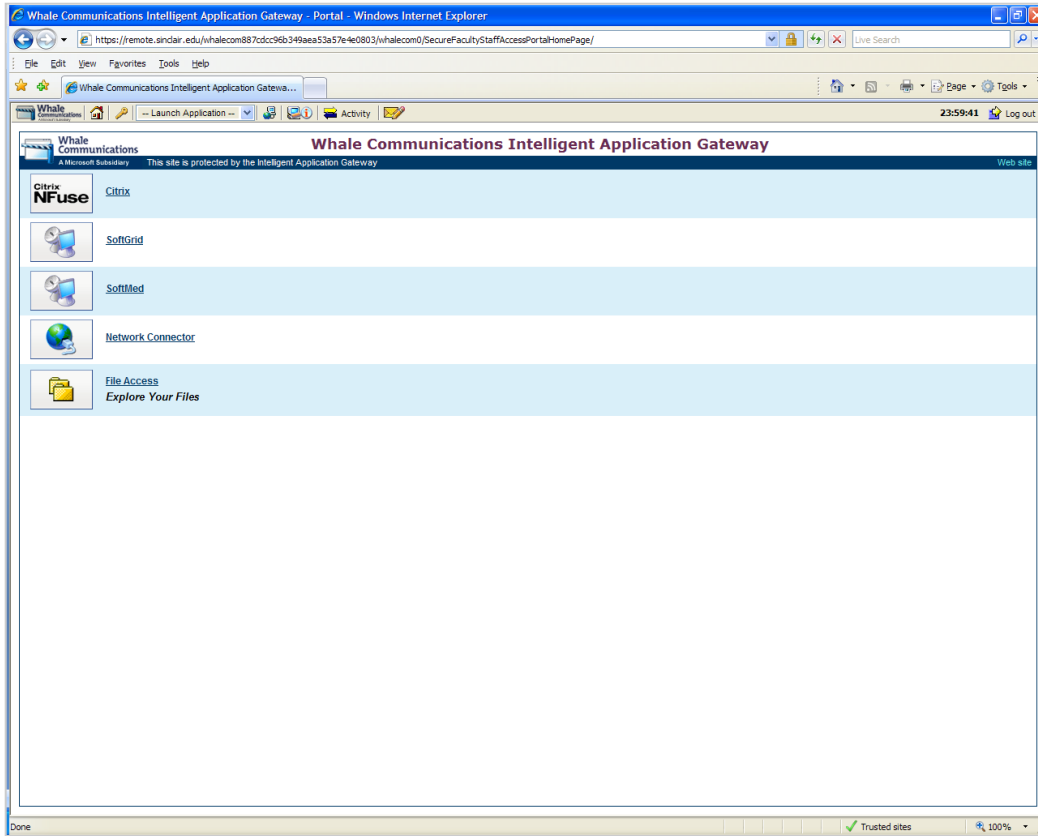 Whale Communications Intelligent Application Gateway - Portal - Windows Internet Explorer
https://remote.sinclair.edu/whalecom887cdcc96b349aea53a57e4e0803/whalecom0/SecureFacultyStaffAccessPortalHomePage/
Live Search
File Edit View Favorites Tools Help
Whale Communications Intelligent Application Gatewa...
Page Tools
Whale Communications
-- Launch Application -- Activity 23:59:41 Log out
Whale Communications
A Microsoft Subsidiary
Whale Communications Intelligent Application Gateway
This site is protected by the Intelligent Application Gateway Web site
Citrix NFuse Citrix
SoftGrid
SoftMed
Network Connector
File Access
Explore Your Files
Done Trusted sites 100%